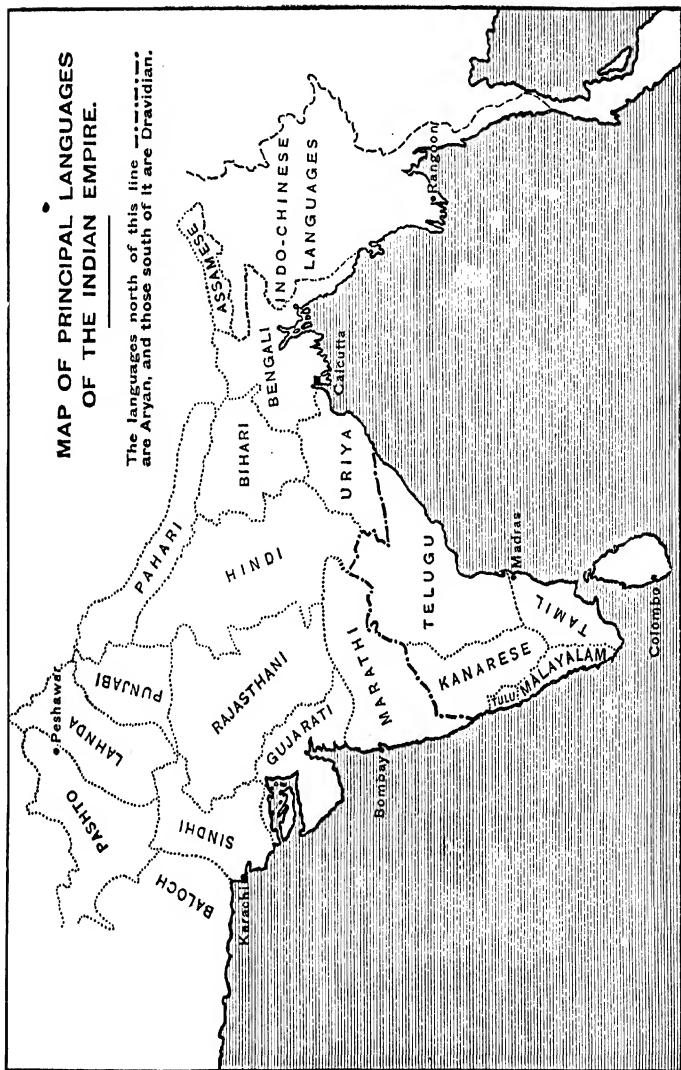 MAP OF PRINCIPAL LANGUAGES
OF THE INDIAN EMPIRE.
The languages north of this line
are Aryan, and those south of it are Dravidian.
Peshawar
PASHTO
LAHNDA
PUNJABI
PAHARI
BALOCH
SINDHI
Karachi
RAJASTHANI
HINDI
BIHARI
BENGALI
ASSAMESE
INDO-CHINESE
LANGUAGES
GUJARATI
Calcutta
URIYA
MARATHI
Bombay
Rangoon
TELUGU
KANARESE
TULU
MALAYALAM
Madras
TAMIL
Colombo